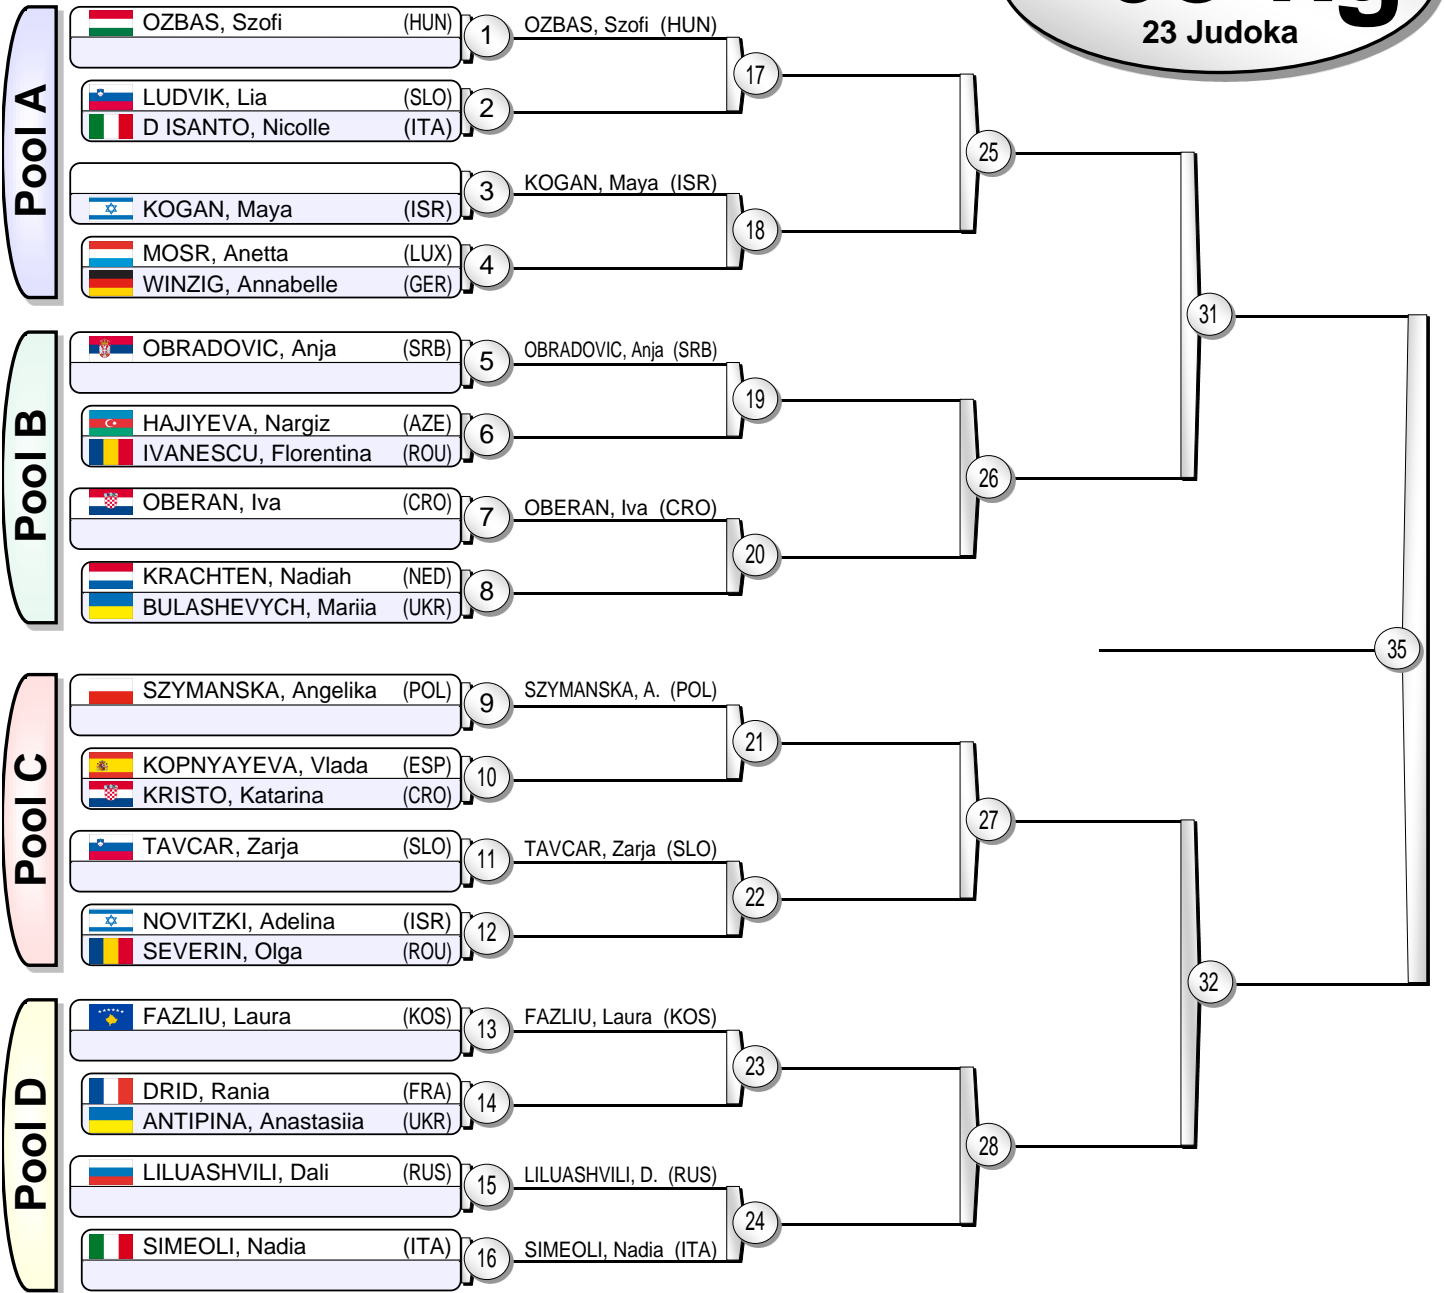 23 Judoka
Pool A
OZBAS, Szofi (HUN) 1 OZBAS, Szofi (HUN)
17
LUDVIK, Lia (SLO) 2
D ISANTO, Nicolle (ITA)
25
3 KOGAN, Maya (ISR)
KOGAN, Maya (ISR)
18
MOSR, Anetta (LUX) 4
WINZIG, Annabelle (GER)
31
Pool B
OBRADOVIC, Anja (SRB) 5 OBRADOVIC, Anja (SRB)
19
HAJIYEVA, Nargiz (AZE) 6
IVANESCU, Florentina (ROU)
26
OBERAN, Iva (CRO) 7 OBERAN, Iva (CRO)
20
KRACHTEN, Nadiah (NED) 8
BULASHEVYCH, Mariia (UKR)
35
Pool C
SZYMANSKA, Angelika (POL) 9 SZYMANSKA, A. (POL)
21
KOPNYAYEVA, Vlada (ESP) 10
KRISTO, Katarina (CRO)
27
TAVCAR, Zarja (SLO) 11 TAVCAR, Zarja (SLO)
22
NOVITZKI, Adelina (ISR) 12
SEVERIN, Olga (ROU)
32
Pool D
FAZLIU, Laura (KOS) 13 FAZLIU, Laura (KOS)
23
DRID, Rania (FRA) 14
ANTIPINA, Anastasiia (UKR)
28
LILUASHVILI, Dali (RUS) 15 LILUASHVILI, D. (RUS)
24
SIMEOLI, Nadia (ITA) 16 SIMEOLI, Nadia (ITA)